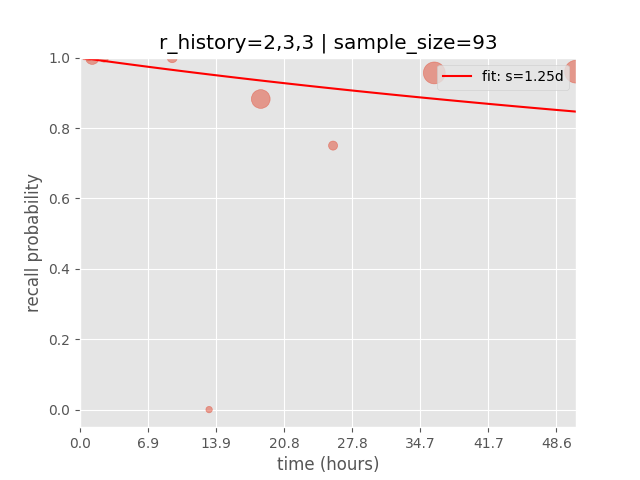 r_history=2,3,3 | sample_size=93
fit: s=1.25d
recall probability
1.0
0.8
0.6
0.4
0.2
0.0
0.0 6.9 13.9 20.8 27.8 34.7 41.7 48.6
time (hours)